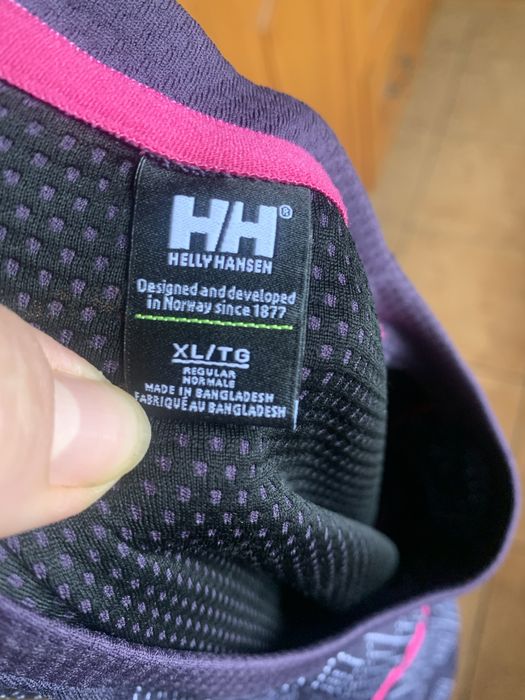 HH®
HELLY HANSEN
Designed and developed
in Norway since 1877
XL/TG
REGULAR
NORMALE
MADE IN BANGLADESH
FABRIQUÉ AU BANGLADESH